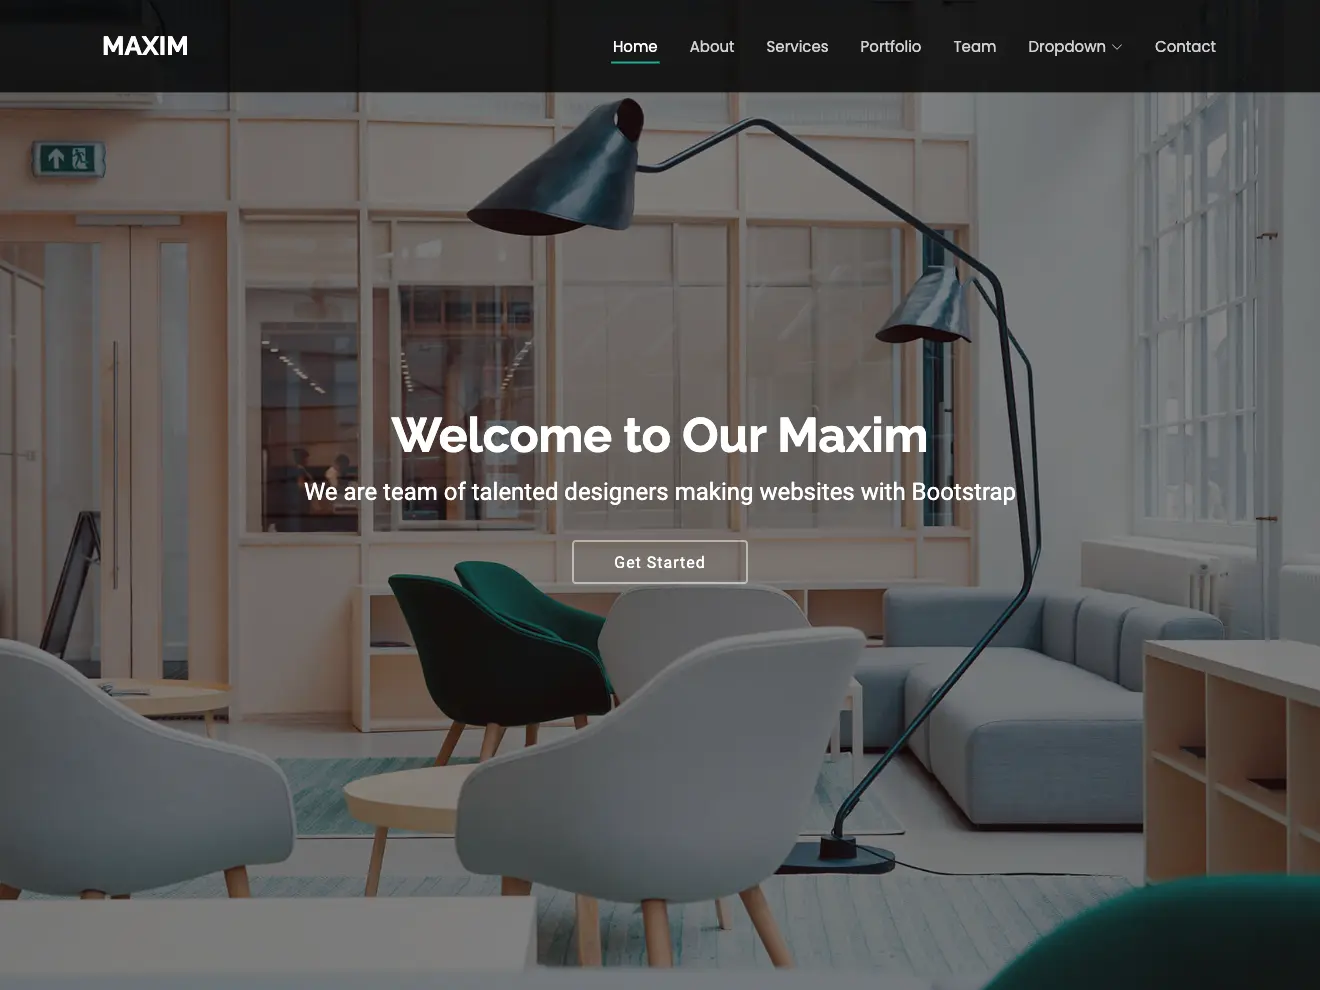 MAXIM
Home About Services Portfolio Team Dropdown Contact
Welcome to Our Maxim
We are team of talented designers making websites with Bootstrap
Get Started